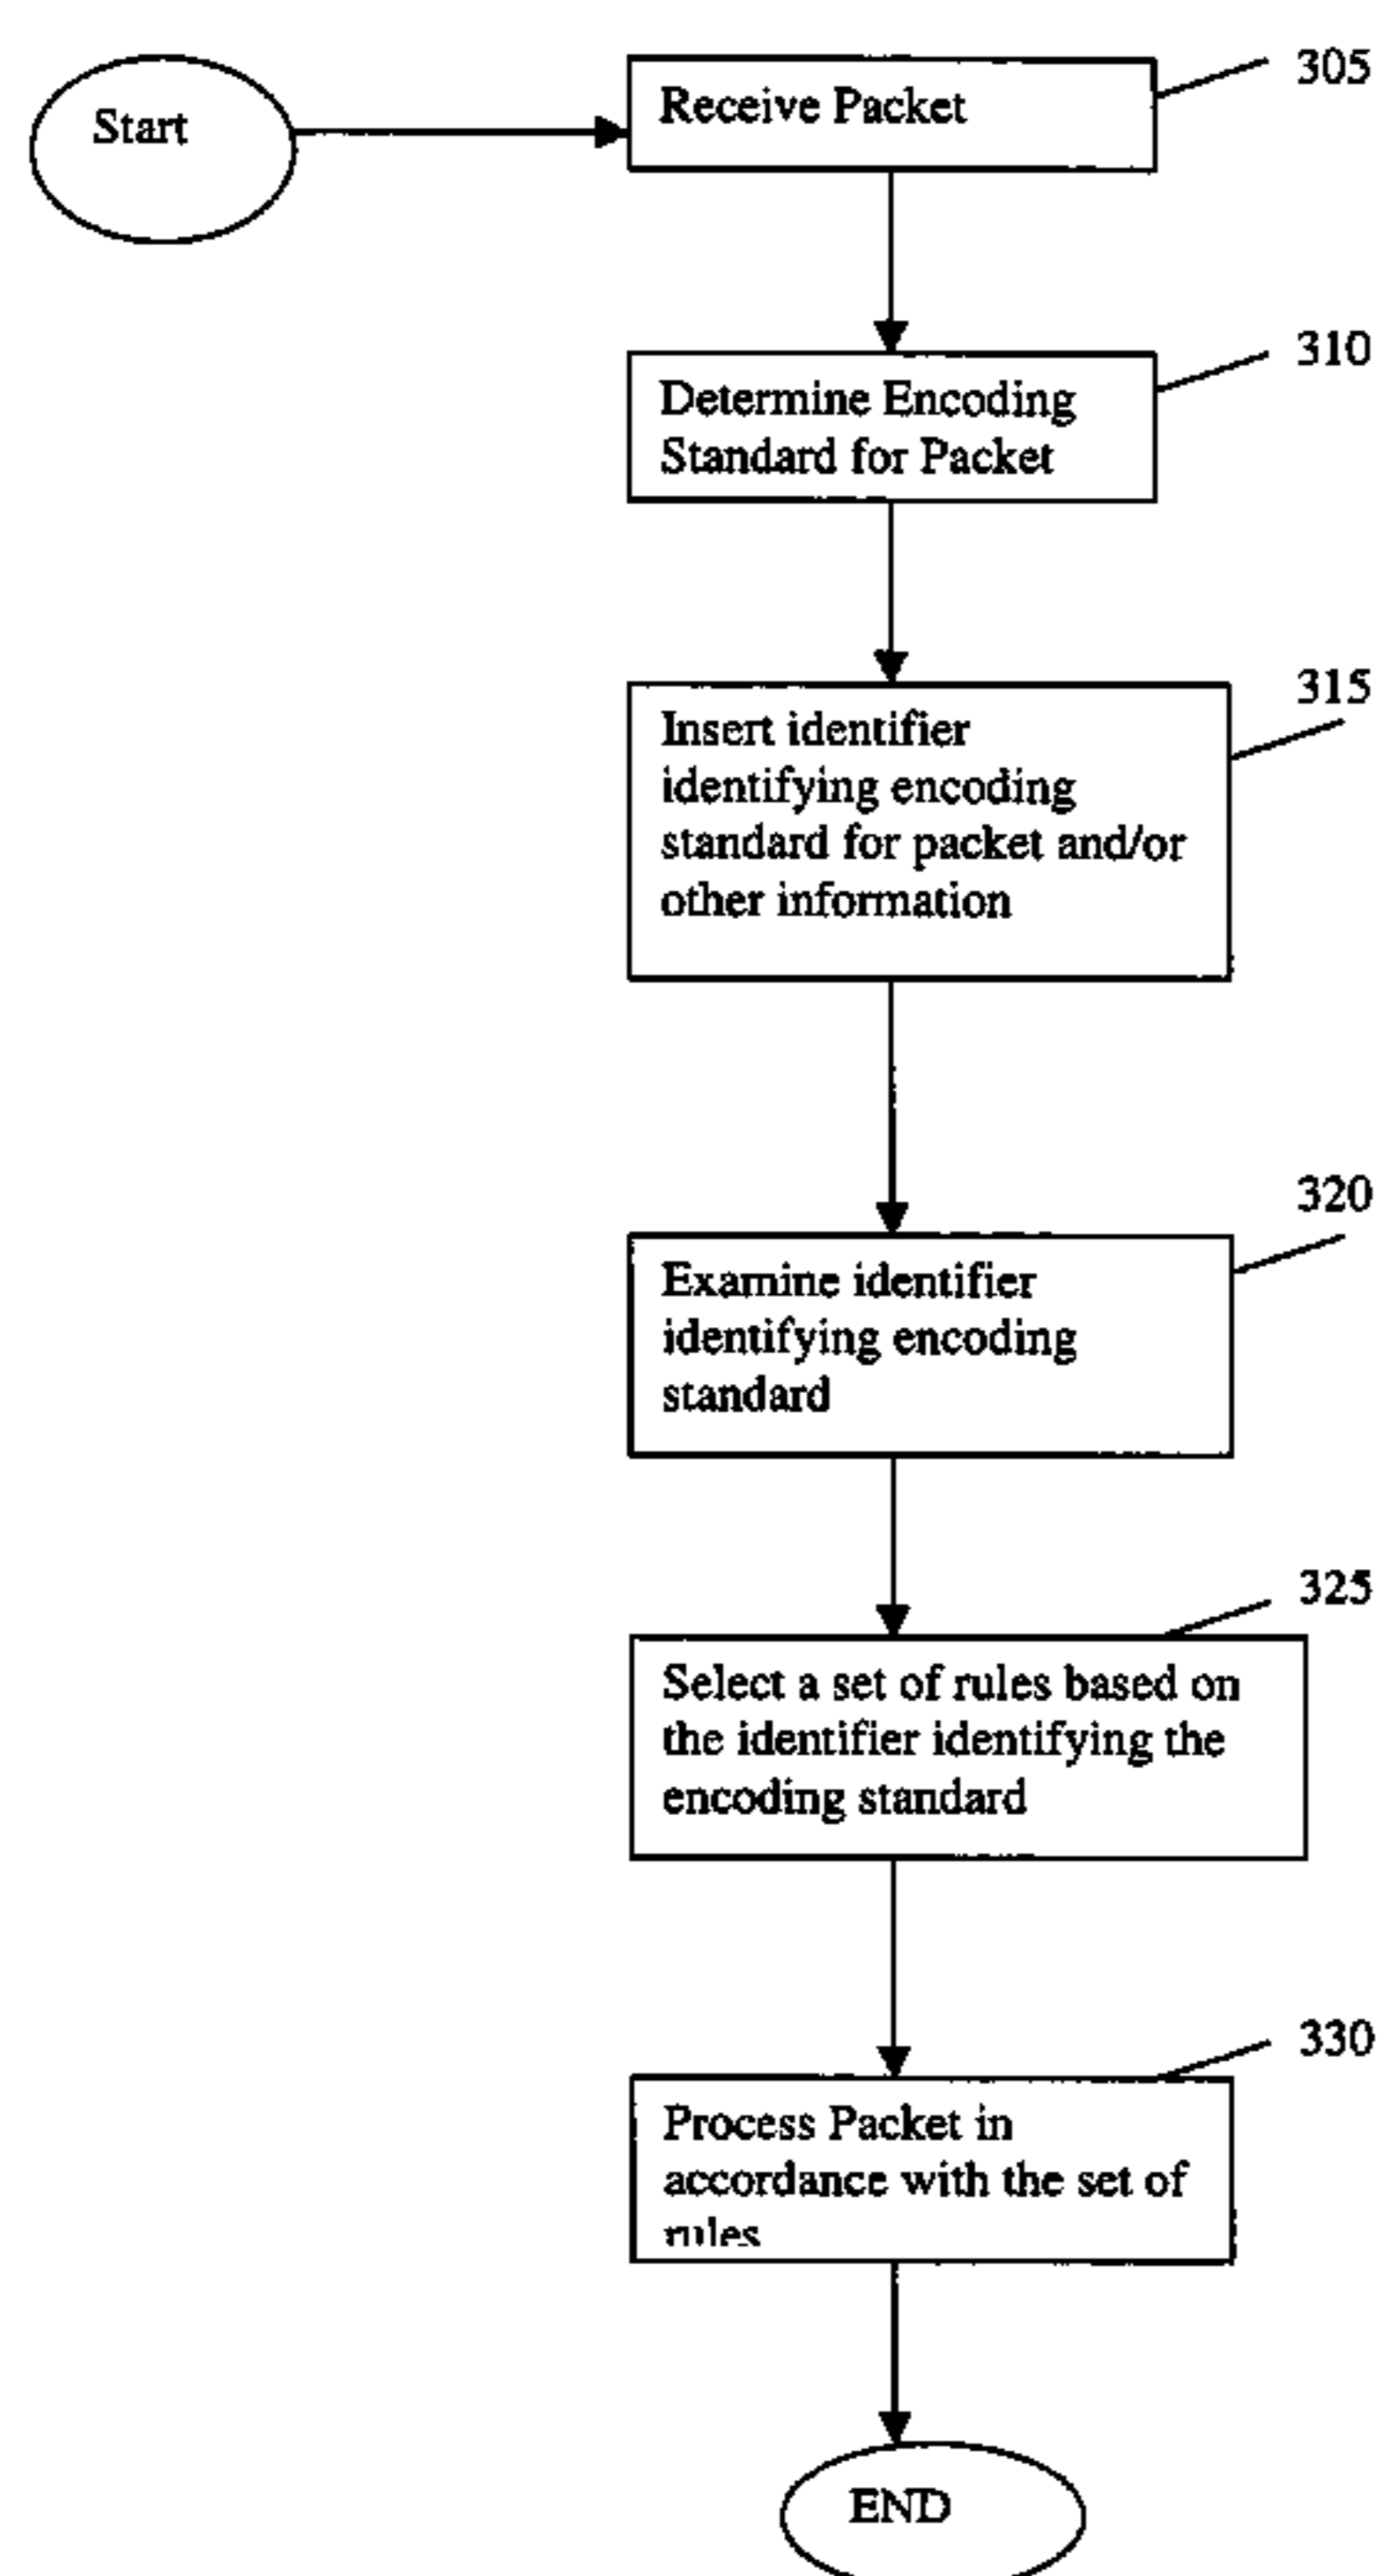 Start
Receive Packet
305
Determine Encoding
Standard for Packet
310
Insert identifier
identifying encoding
standard for packet and/or
other information
315
Examine identifier
identifying encoding
standard
320
Select a set of rules based on
the identifier identifying the
encoding standard
325
Process Packet in
accordance with the set of
rules
330
END